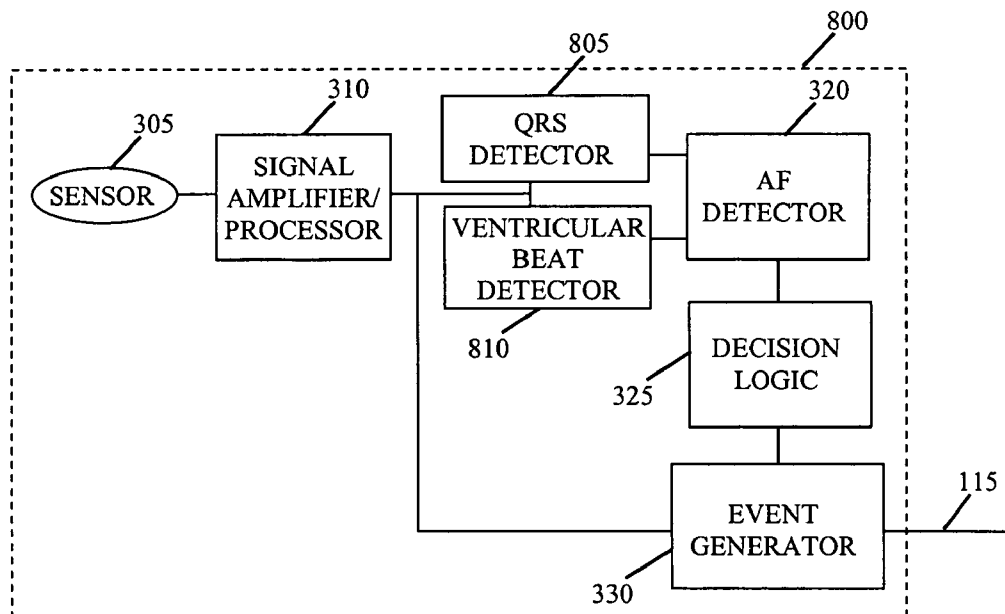 800
805
310
320
305
QRS
DETECTOR
SIGNAL
AMPLIFIER/
PROCESSOR
SENSOR
AF
DETECTOR
VENTRICULAR
BEAT
DETECTOR
810
DECISION
LOGIC
325
115
EVENT
GENERATOR
330